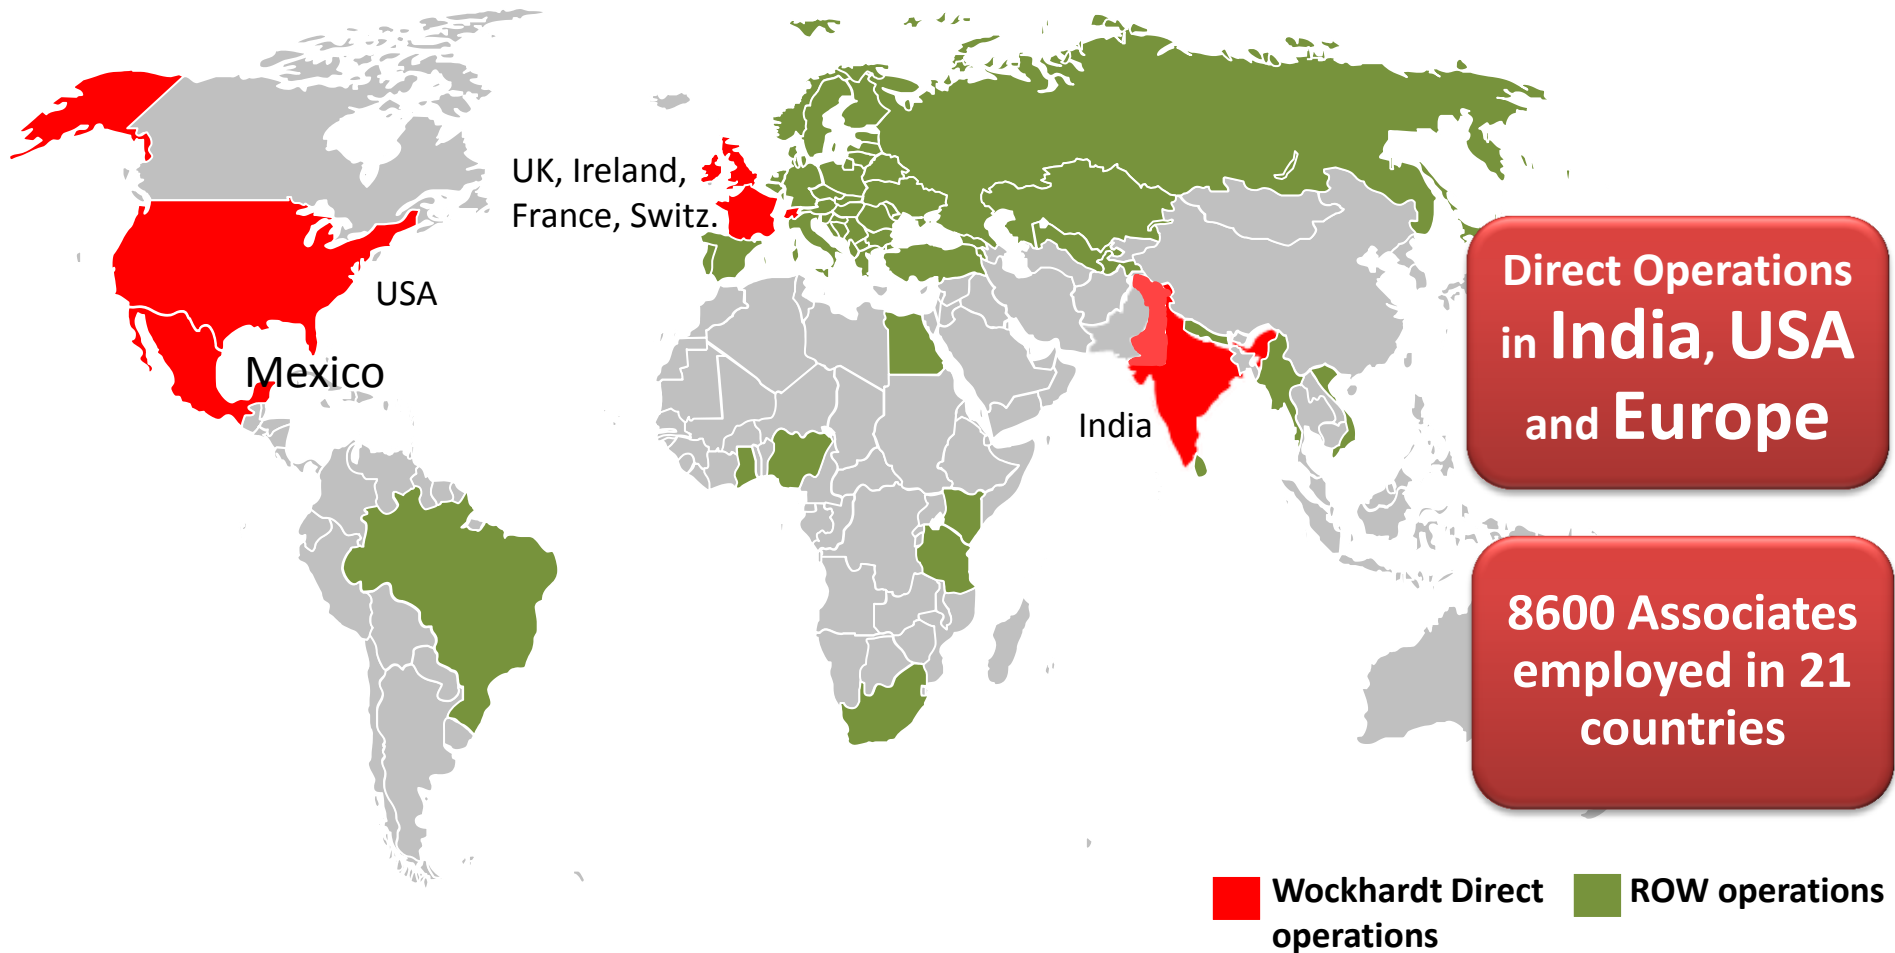 UK, Ireland,
France, Switz.
USA
Mexico
India
Direct Operations
in India, USA
and Europe
8600 Associates
employed in 21
countries
Wockhardt Direct
operations
ROW operations